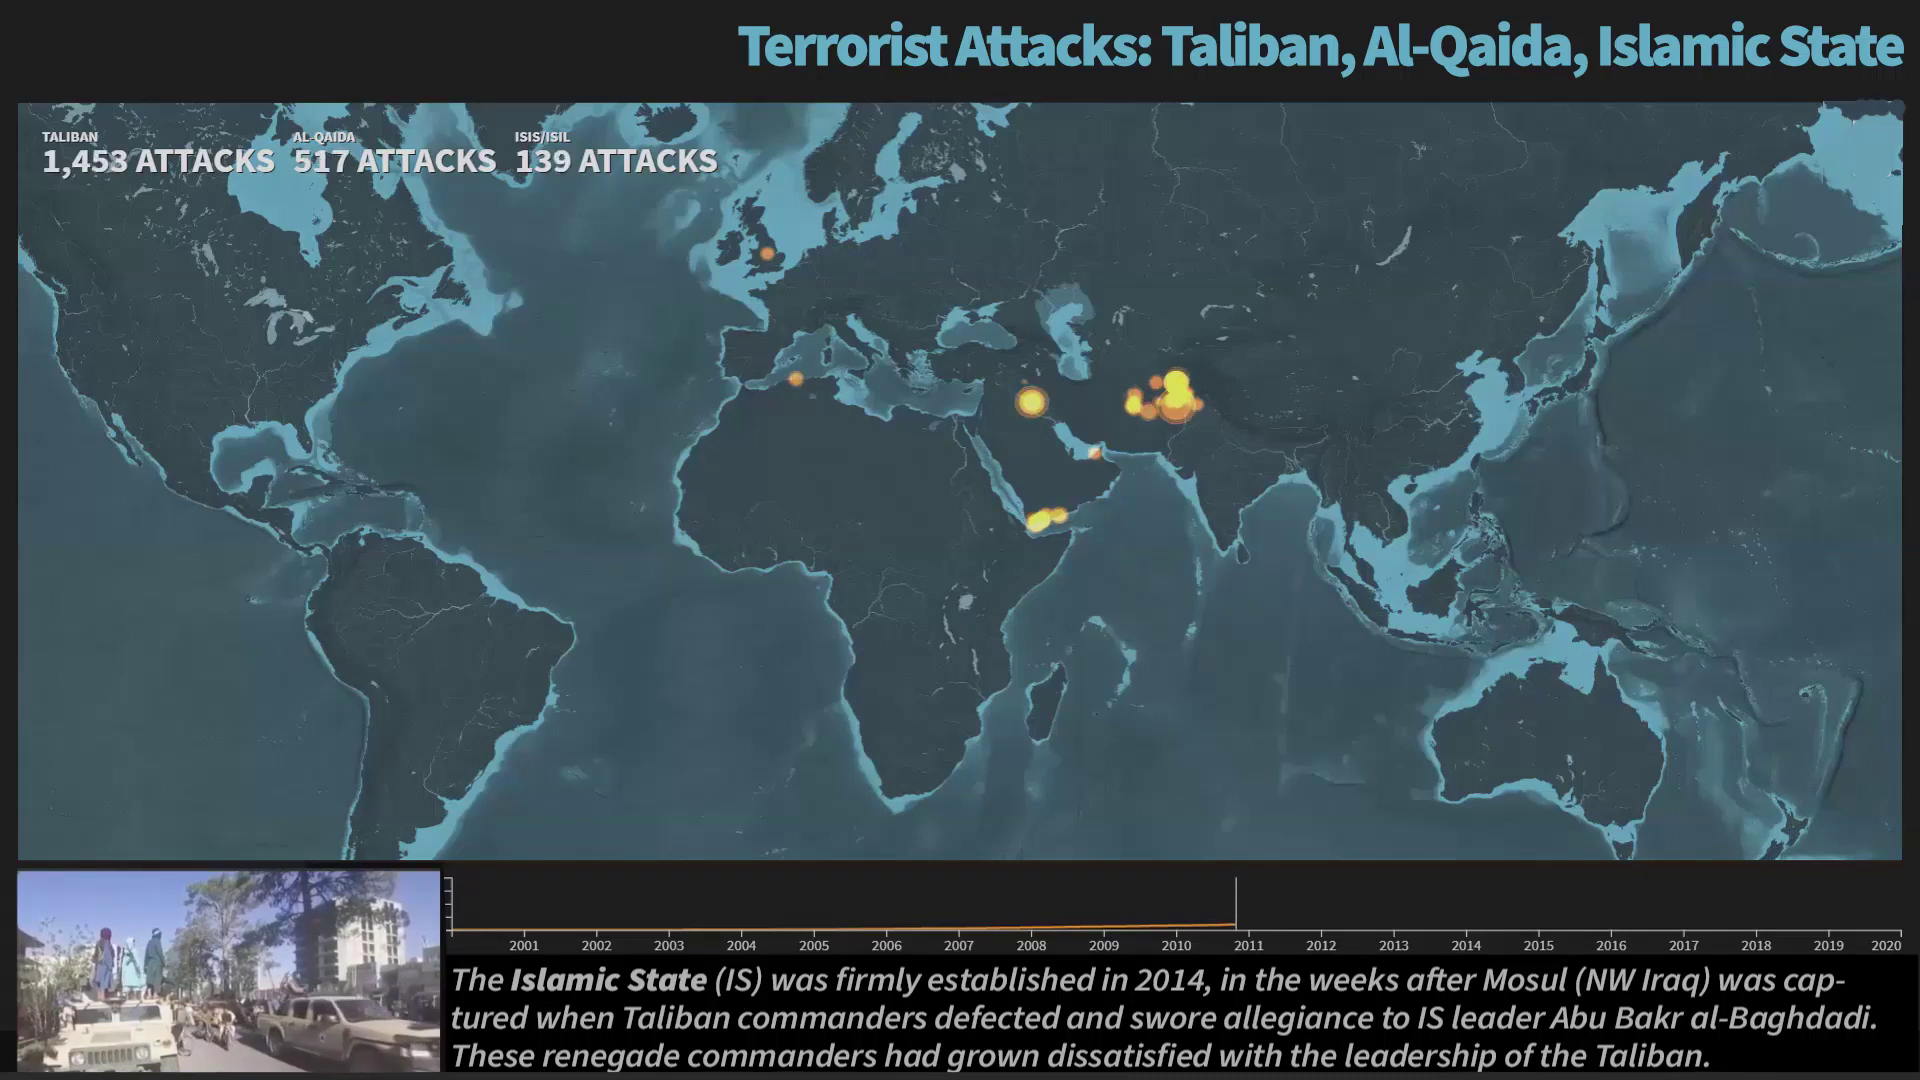 Terrorist Attacks: Taliban, Al-Qaida, Islamic State
TALIBAN AL-QAIDA ISIS/ISIL
1,453 ATTACKS 517 ATTACKS 139 ATTACKS
2001 2002 2003 2004 2005 2006 2007 2008 2009 2010 2011 2012 2013 2014 2015 2016 2017 2018 2019 2020
The Islamic State (IS) was firmly established in 2014, in the weeks after Mosul (NW Iraq) was cap-
tured when Taliban commanders defected and swore allegiance to IS leader Abu Bakr al-Baghdadi.
These renegade commanders had grown dissatisfied with the leadership of the Taliban.